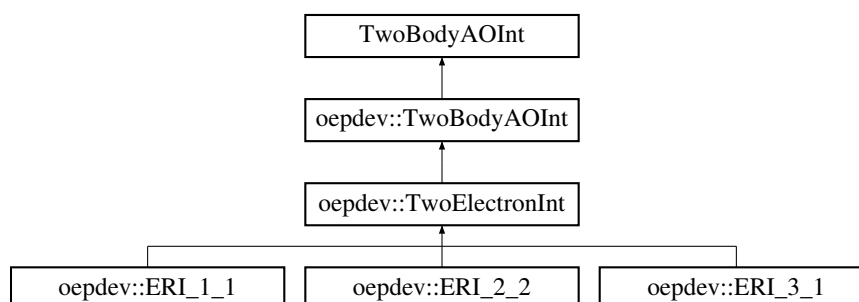 TwoBodyAOInt
oepdev::TwoBodyAOInt
oepdev::TwoElectronInt
oepdev::ERI_1_1 oepdev::ERI_2_2 oepdev::ERI_3_1